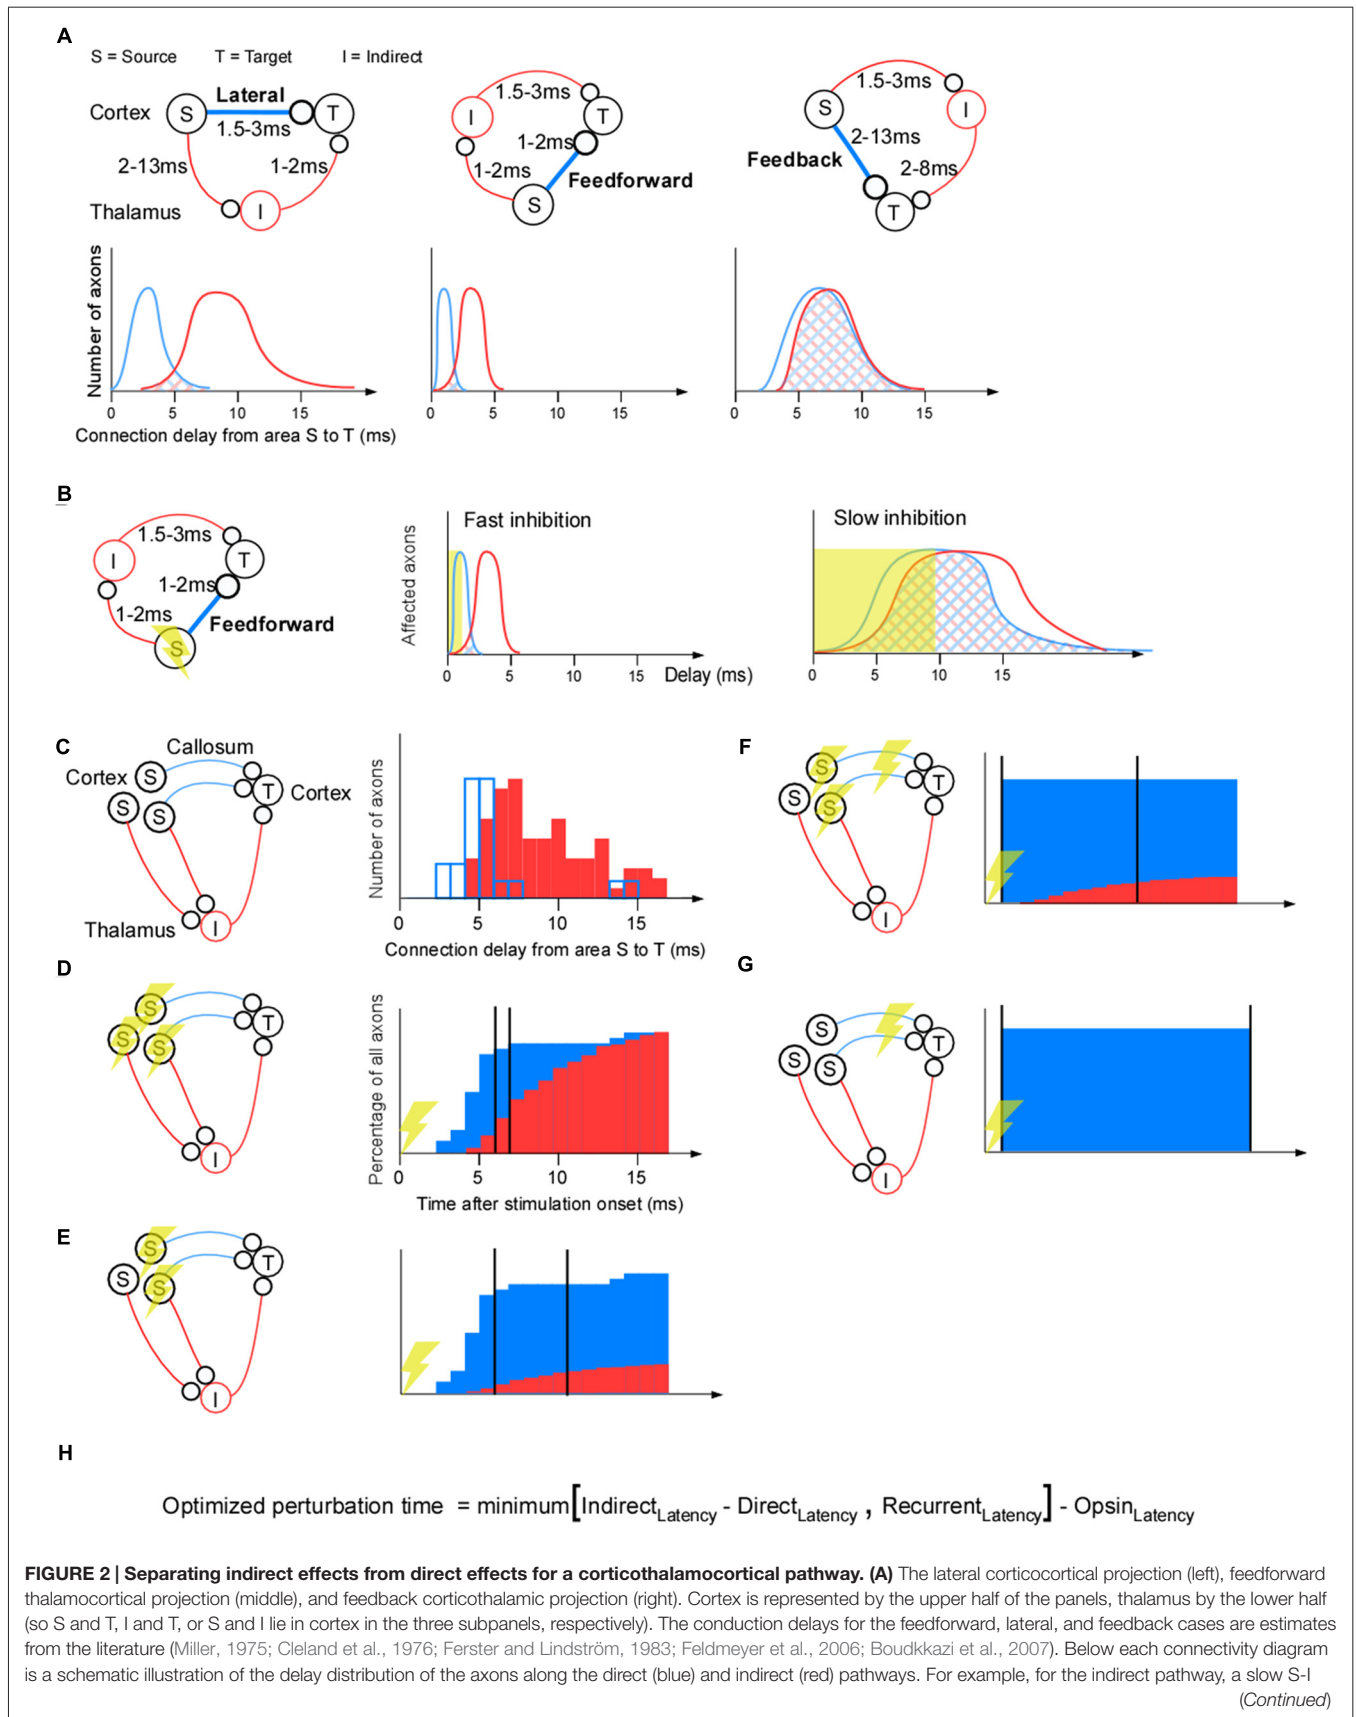 A
S = Source T = Target I = Indirect
Cortex S Lateral T
1.5-3ms
2-13ms 1-2ms
Thalamus I
I 1.5-3ms T
1-2ms
1-2ms
S Feedforward
S 1.5-3ms I
2-13ms
Feedback 2-8ms
T
Number of axons
0 5 10 15
Connection delay from area S to T (ms)
0 5 10 15
0 5 10 15
B
I 1.5-3ms T
1-2ms
1-2ms
S Feedforward
Affected axons
Fast inhibition
0 5 10 15 Delay (ms)
Slow inhibition
0 5 10 15
C
Callosum
Cortex S
S S T Cortex
Thalamus I
Number of axons
0 5 10 15
Connection delay from area S to T (ms)
F
S
S S T
I
D
S
S S T
I
Percentage of all axons
0 5 10 15
Time after stimulation onset (ms)
G
S
S S T
I
E
S
S S T
I
H
Optimized perturbation time = minimum[Indirect Latency - Direct Latency , Recurrent Latency] - Opsin Latency
FIGURE 2 | Separating indirect effects from direct effects for a corticothalamocortical pathway. (A) The lateral corticocortical projection (left), feedforward
thalamocortical projection (middle), and feedback corticothalamic projection (right). Cortex is represented by the upper half of the panels, thalamus by the lower half
(so S and T, I and T, or S and I lie in cortex in the three subpanels, respectively). The conduction delays for the feedforward, lateral, and feedback cases are estimates
from the literature (Miller, 1975; Cleland et al., 1976; Ferster and Lindström, 1983; Feldmeyer et al., 2006; Boudkkazi et al., 2007). Below each connectivity diagram
is a schematic illustration of the delay distribution of the axons along the direct (blue) and indirect (red) pathways. For example, for the indirect pathway, a slow S-I
(Continued)